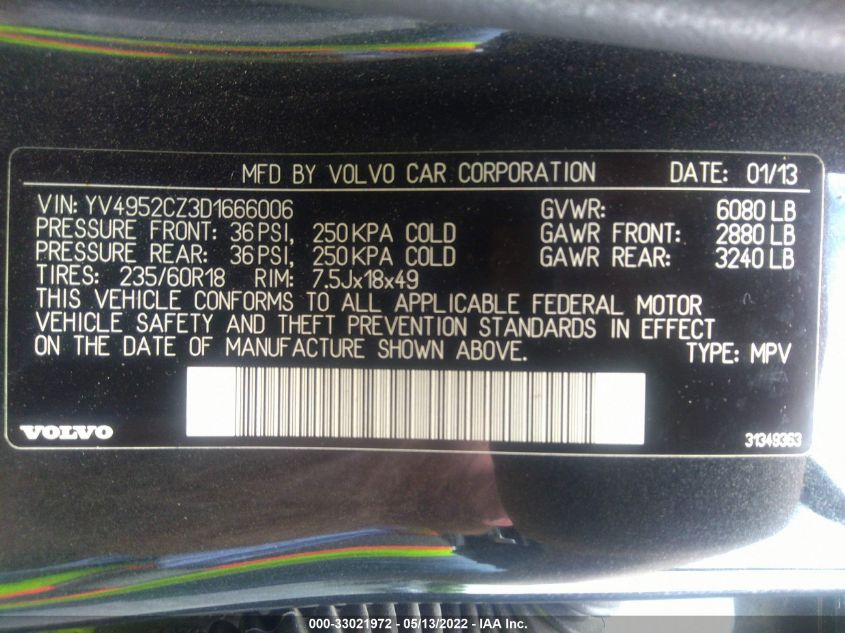 MFD BY VOLVO CAR CORPORATION DATE: 01/13
VIN: YV4952CZ3D1666006 GVWR: 6080 LB
PRESSURE FRONT: 36 PSI, 250 KPA COLD GAWR FRONT: 2880 LB
PRESSURE REAR: 36 PSI, 250 KPA COLD GAWR REAR: 3240 LB
TIRES: 235/60R18 RIM: 7.5Jx18x49
THIS VEHICLE CONFORMS TO ALL APPLICABLE FEDERAL MOTOR
VEHICLE SAFETY AND THEFT PREVENTION STANDARDS IN EFFECT
ON THE DATE OF MANUFACTURE SHOWN ABOVE. TYPE: MPV
VOLVO 31349363
000-33021972 - 05/13/2022 - IAA Inc.